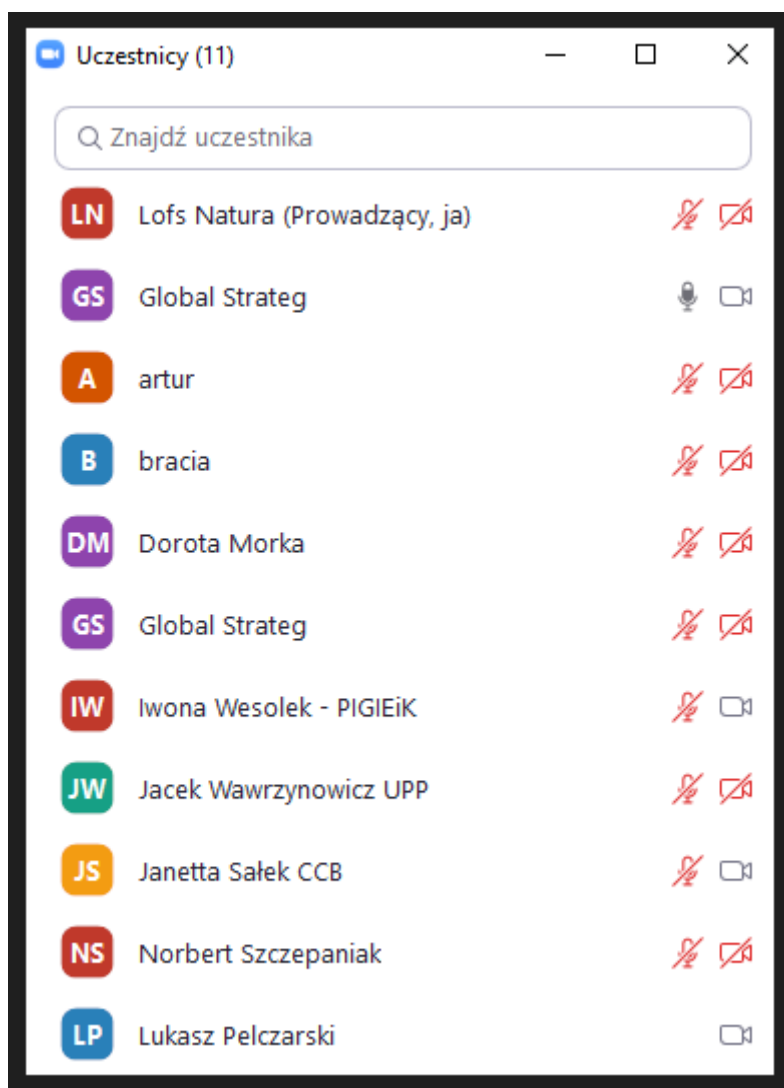 Uczestnicy (11)
Znajdź uczestnika
LN Lofs Natura (Prowadzący, ja)
GS Global Strateg
A artur
B bracia
DM Dorota Morka
GS Global Strateg
IW Iwona Wesolek - PIGIEiK
JW Jacek Wawrzynowicz UPP
JS Janetta Sałek CCB
NS Norbert Szczepaniak
LP Lukasz Pelczarski